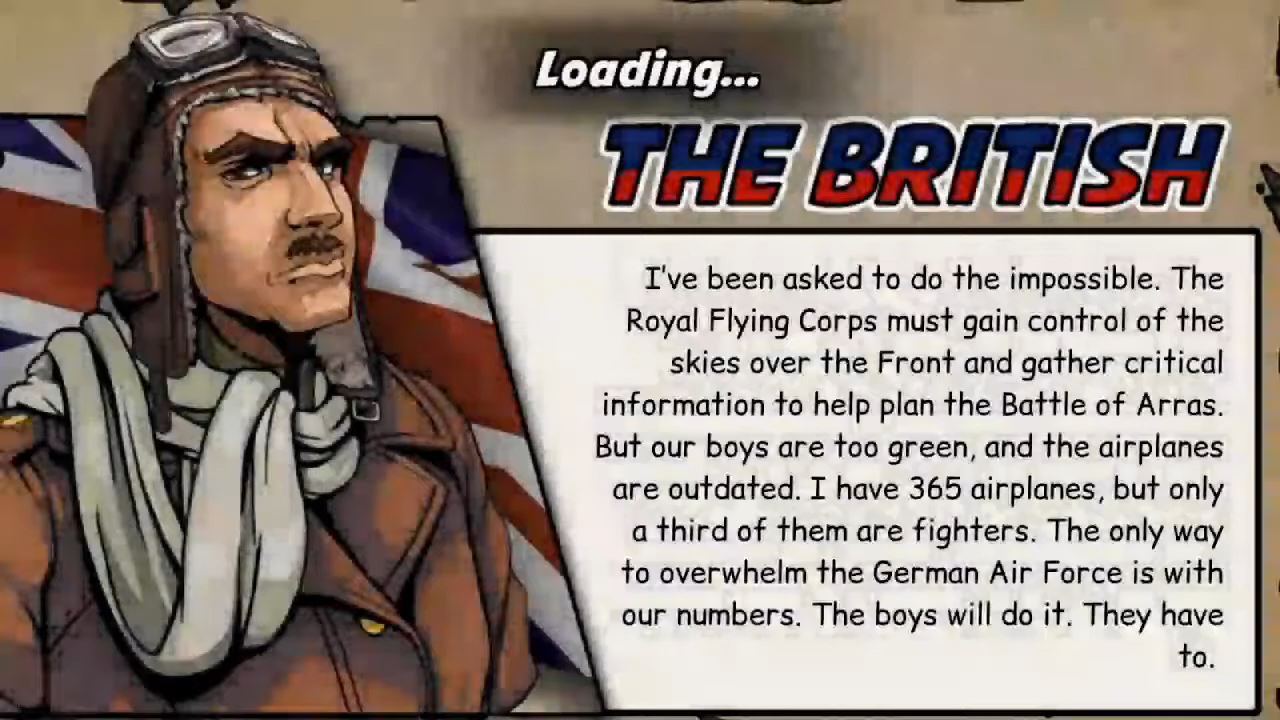 Loading...
THE BRITISH
I've been asked to do the impossible. The
Royal Flying Corps must gain control of the
skies over the Front and gather critical
information to help plan the Battle of Arras.
But our boys are too green, and the airplanes
are outdated. I have 365 airplanes, but only
a third of them are fighters. The only way
to overwhelm the German Air Force is with
our numbers. The boys will do it. They have
to.